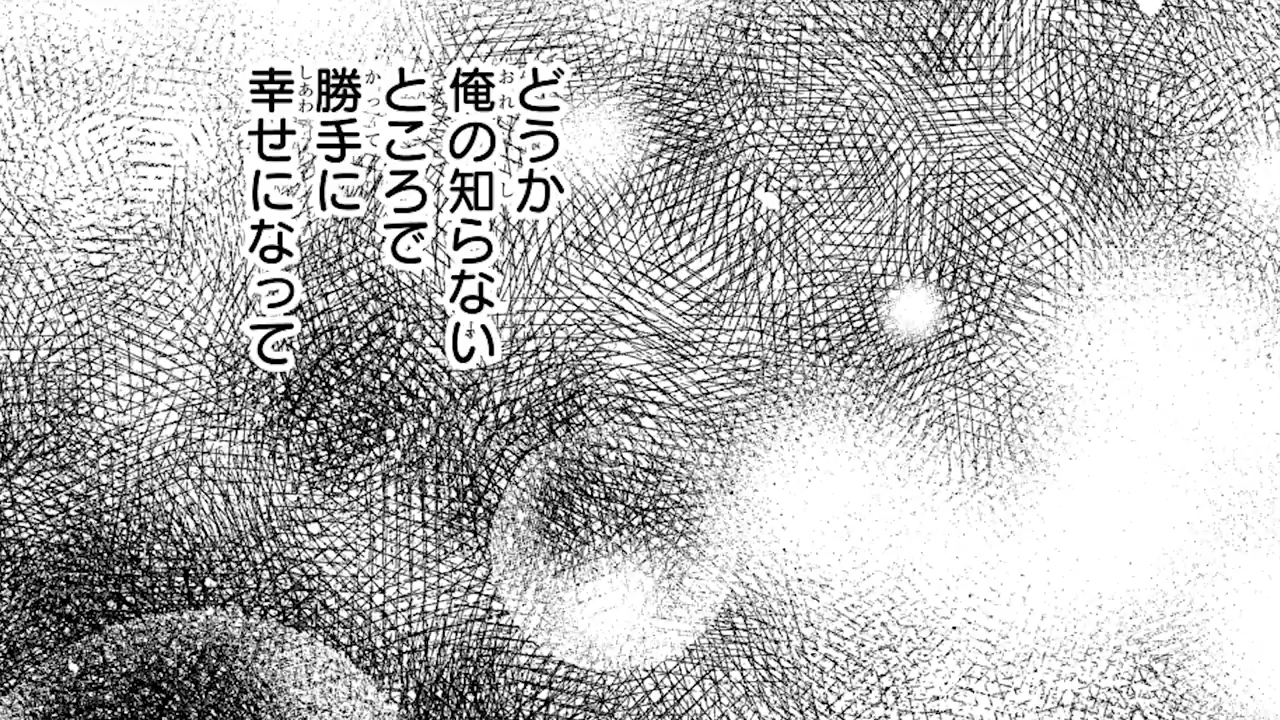 どうか
俺の知らない
ところで
勝手に
幸せになって